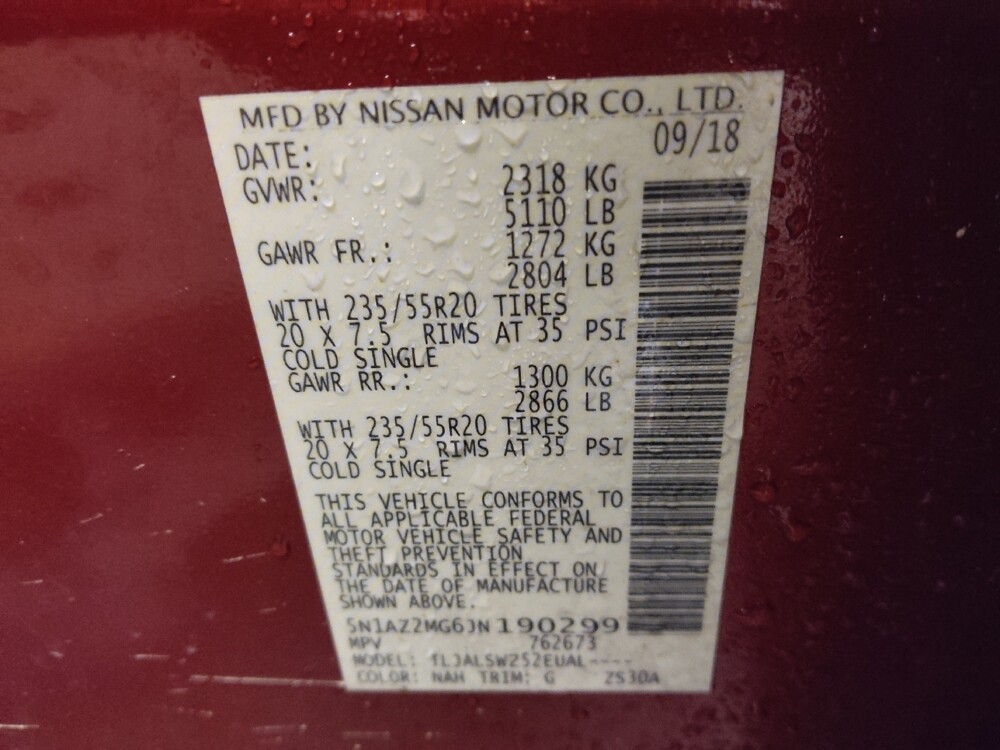 MFD BY NISSAN MOTOR CO., LTD.
DATE: 09/18
GVWR: 2318 KG
5110 LB
GAWR FR.: 1272 KG
2804 LB
WITH 235/55R20 TIRES
20 X 7.5 RIMS AT 35 PSI
COLD SINGLE
GAWR RR.: 1300 KG
2866 LB
WITH 235/55R20 TIRES
20 X 7.5 RIMS AT 35 PSI
COLD SINGLE
THIS VEHICLE CONFORMS TO
ALL APPLICABLE FEDERAL
MOTOR VEHICLE SAFETY AND
THEFT PREVENTION
STANDARDS IN EFFECT ON
THE DATE OF MANUFACTURE
SHOWN ABOVE.
5N1AZ2MG6JN190299
MPV 762673
MODEL: TLJALSWZ52EUAL----
COLOR: NAH TRIM: G ZS30A